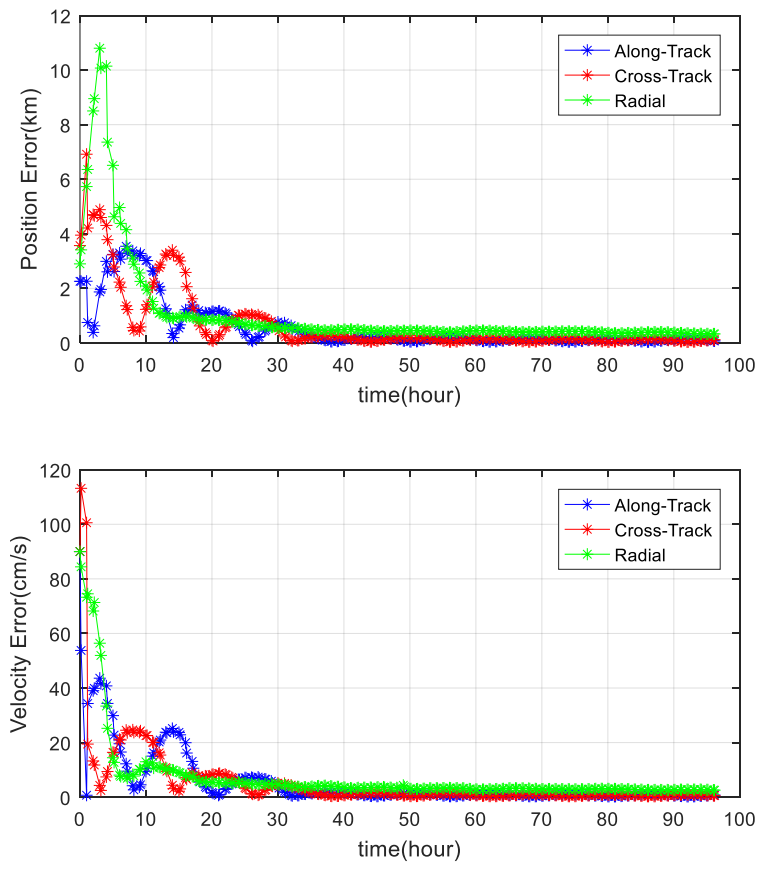 12
10
8
6
4
2
0
Position Error(km)
Along-Track
Cross-Track
Radial
0 10 20 30 40 50 60 70 80 90 100
time(hour)
120
100
80
60
40
20
0
Velocity Error(cm/s)
Along-Track
Cross-Track
Radial
0 10 20 30 40 50 60 70 80 90 100
time(hour)